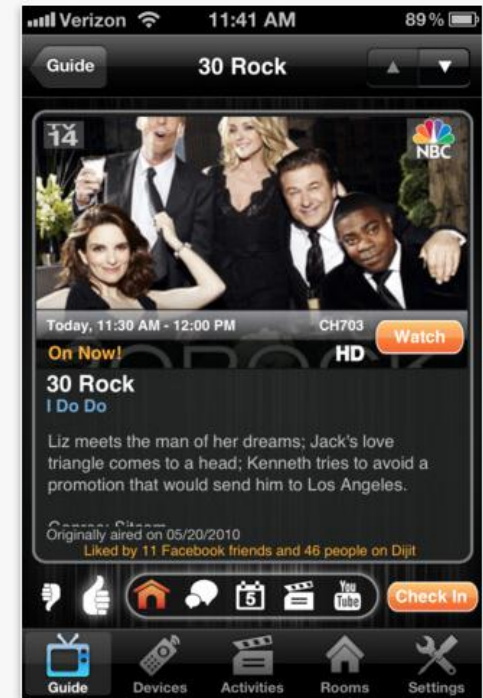 Verizon 11:41 AM 89%
Guide 30 Rock
TV
14
NBC
Today, 11:30 AM - 12:00 PM CH703 Watch
On Now! HD
30 Rock
I Do Do
Liz meets the man of her dreams; Jack's love
triangle comes to a head; Kenneth tries to avoid a
promotion that would send him to Los Angeles.
Originally aired on 05/20/2010
Liked by 11 Facebook friends and 46 people on Dijit
5 You Tube Check In
Guide Devices Activities Rooms Settings